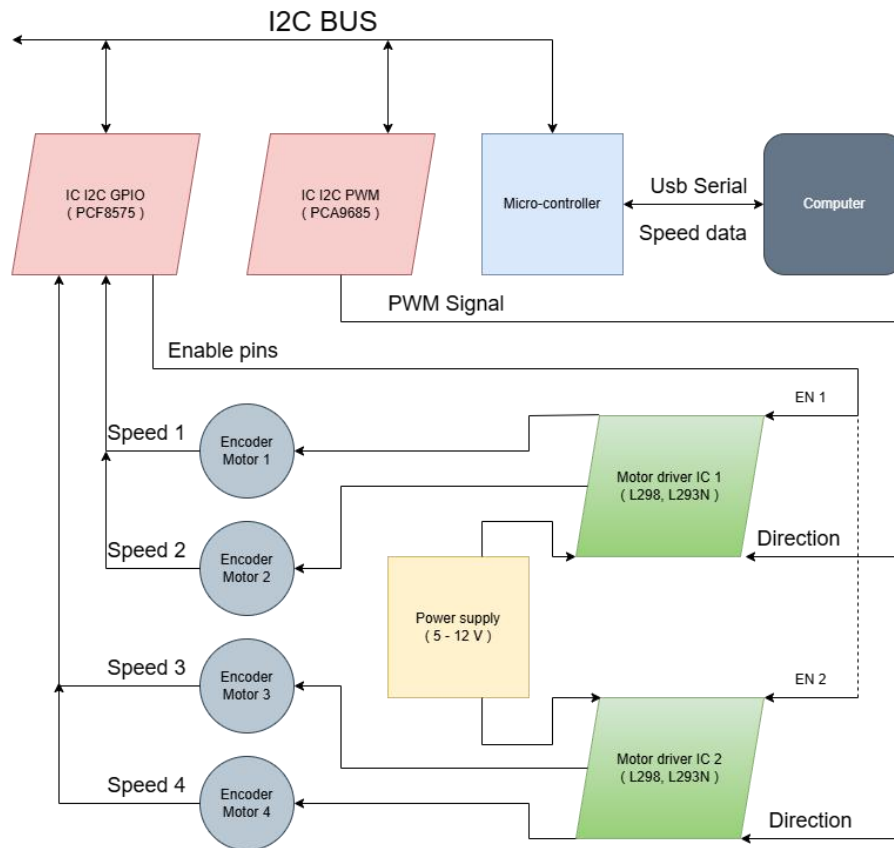 I2C BUS
IC I2C GPIO
( PCF8575 )
IC I2C PWM
( PCA9685 )
Micro-controller
Usb Serial
Speed data
Computer
PWM Signal
Enable pins
EN 1
Speed 1
Encoder
Motor 1
Motor driver IC 1
( L298, L293N )
Speed 2
Encoder
Motor 2
Direction
Power supply
( 5 - 12 V )
Speed 3
Encoder
Motor 3
EN 2
Motor driver IC 2
( L298, L293N )
Speed 4
Encoder
Motor 4
Direction